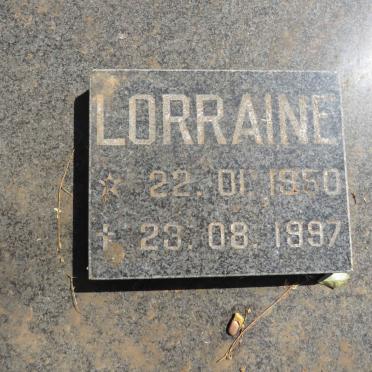 LORRAINE
☆ 22. 01. 1950
† 23. 08. 1997